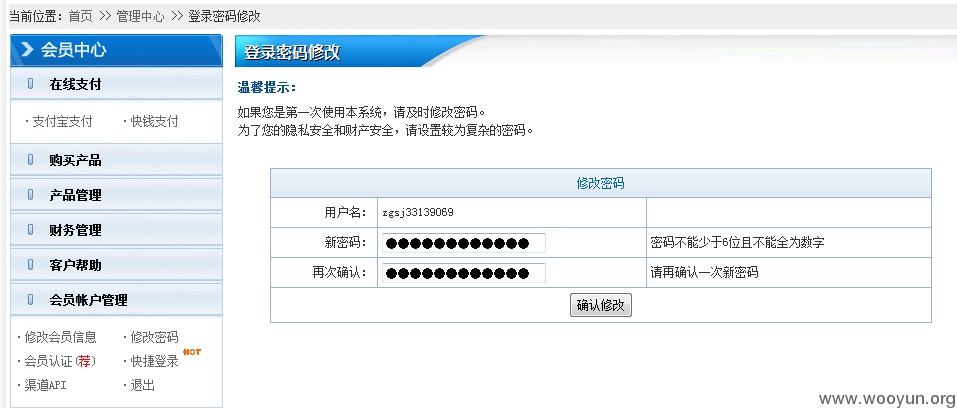 当前位置：首页 >> 管理中心 >> 登录密码修改
会员中心
在线支付
·支付宝支付 ·快钱支付
购买产品
产品管理
财务管理
客户帮助
会员帐户管理
·修改会员信息 ·修改密码
·会员认证(荐) ·快捷登录 HOT
·渠道API ·退出
登录密码修改
温馨提示：
如果您是第一次使用本系统，请及时修改密码。
为了您的隐私安全和财产安全，请设置较为复杂的密码。
修改密码
用户名： zgsj33139069
新密码： ●●●●●●●●●●●● 密码不能少于6位且不能全为数字
再次确认： ●●●●●●●●●●●● 请再确认一次新密码
确认修改
www.wooyun.org